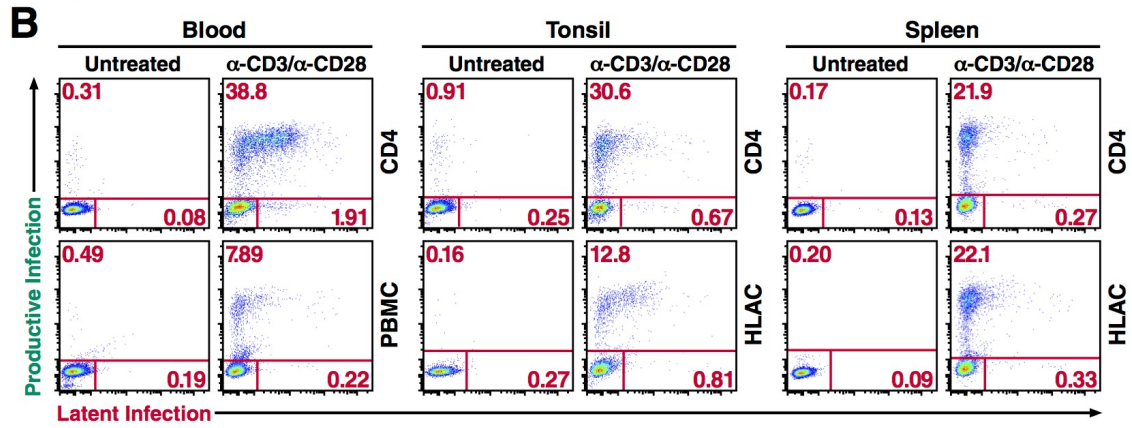 B
Blood Tonsil Spleen
Untreated α-CD3/α-CD28 Untreated α-CD3/α-CD28 Untreated α-CD3/α-CD28
0.31 38.8 0.91 30.6 0.17 21.9
CD4 CD4 CD4
0.08 1.91 0.25 0.67 0.13 0.27
0.49 7.89 0.16 12.8 0.20 22.1
PBMC HLAC HLAC
0.19 0.22 0.27 0.81 0.09 0.33
Productive Infection
Latent Infection